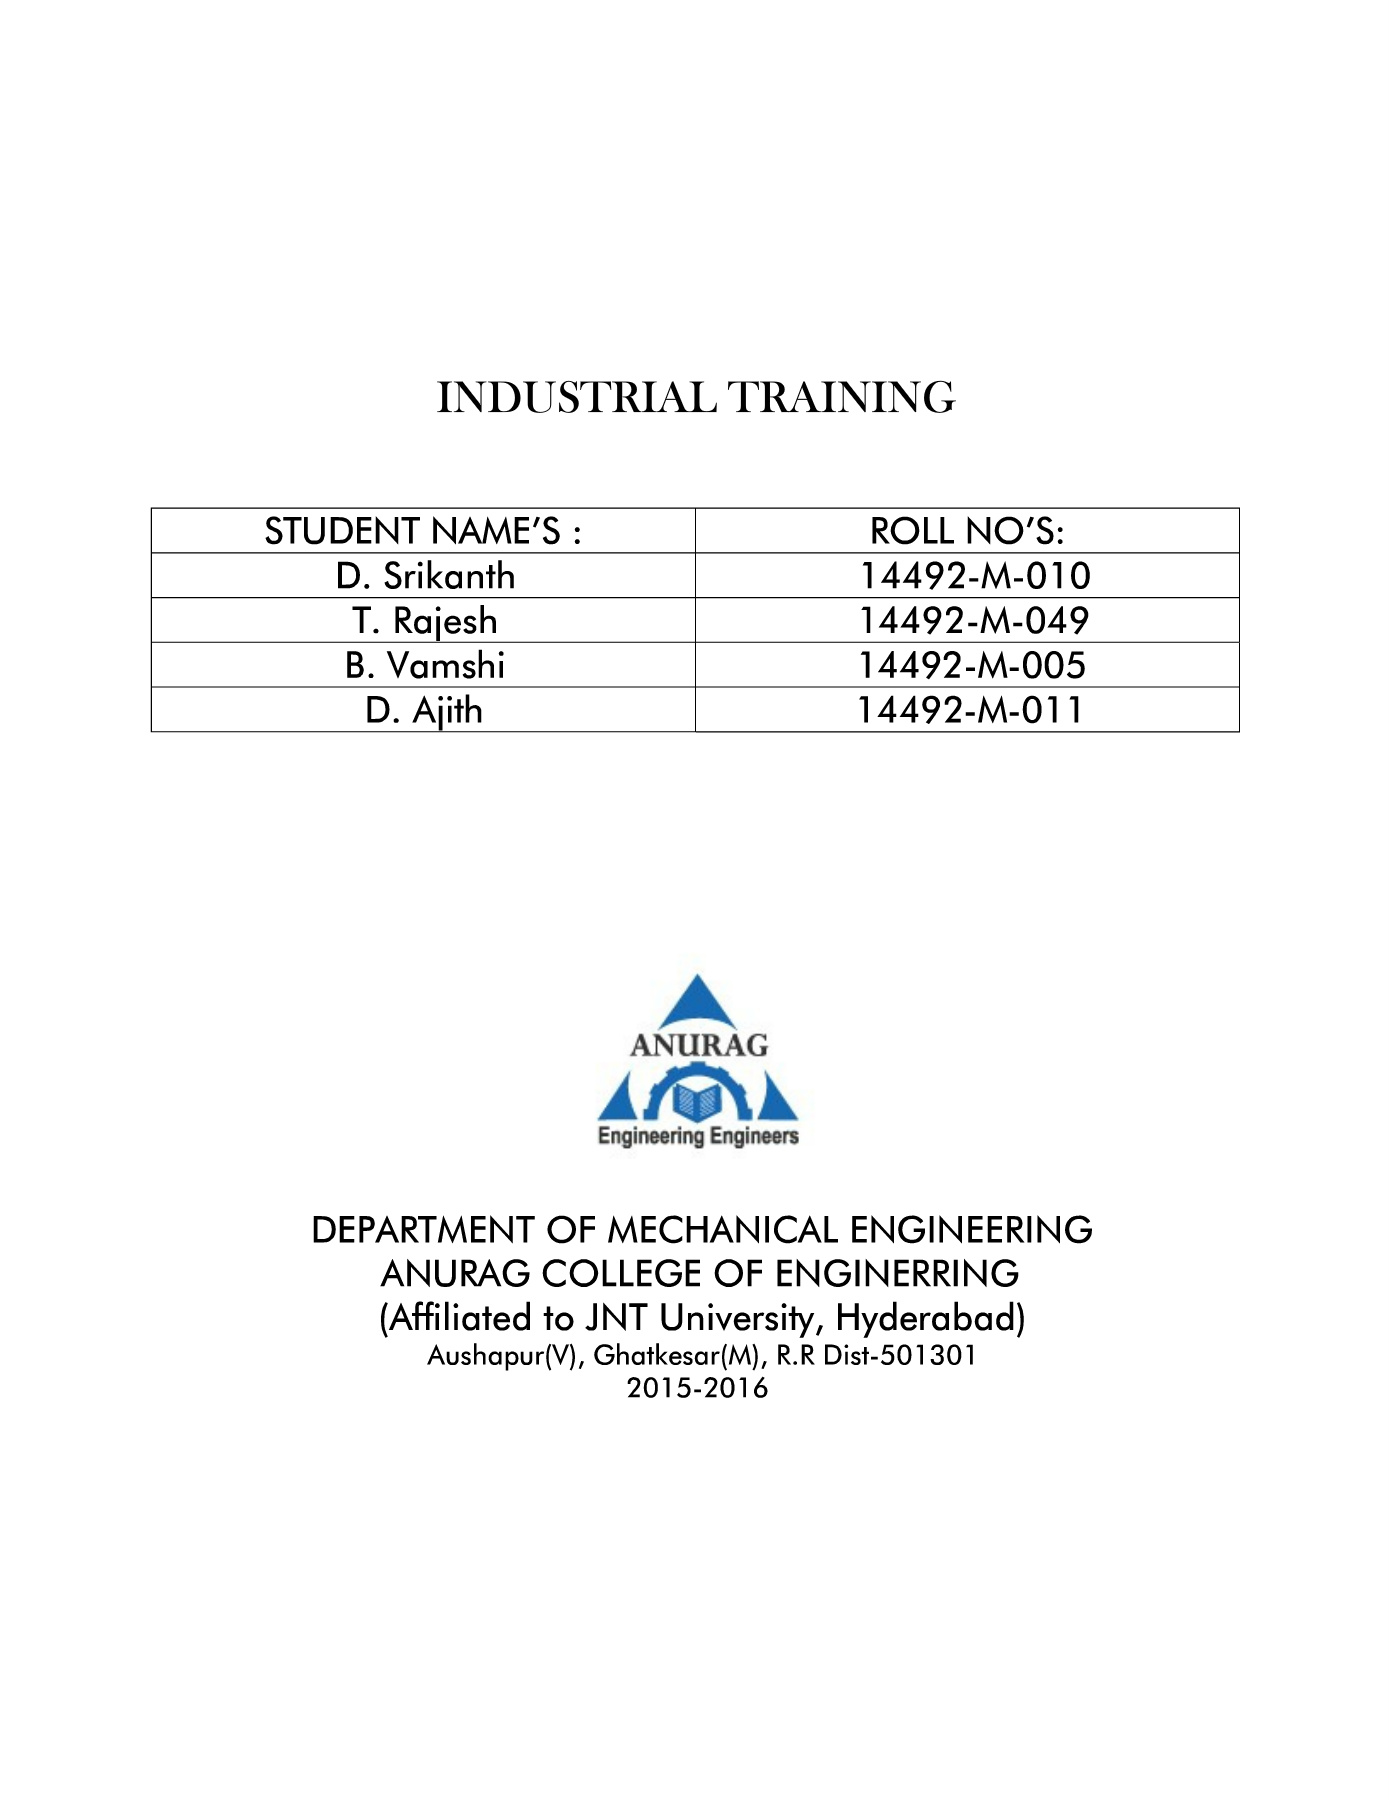 INDUSTRIAL TRAINING
STUDENT NAME’S : ROLL NO’S:
D. Srikanth 14492-M-010
T. Rajesh 14492-M-049
B. Vamshi 14492-M-005
D. Ajith 14492-M-011
ANURAG
Engineering Engineers
DEPARTMENT OF MECHANICAL ENGINEERING
ANURAG COLLEGE OF ENGINERRING
(Affiliated to JNT University, Hyderabad)
Aushapur(V), Ghatkesar(M), R.R Dist-501301
2015-2016